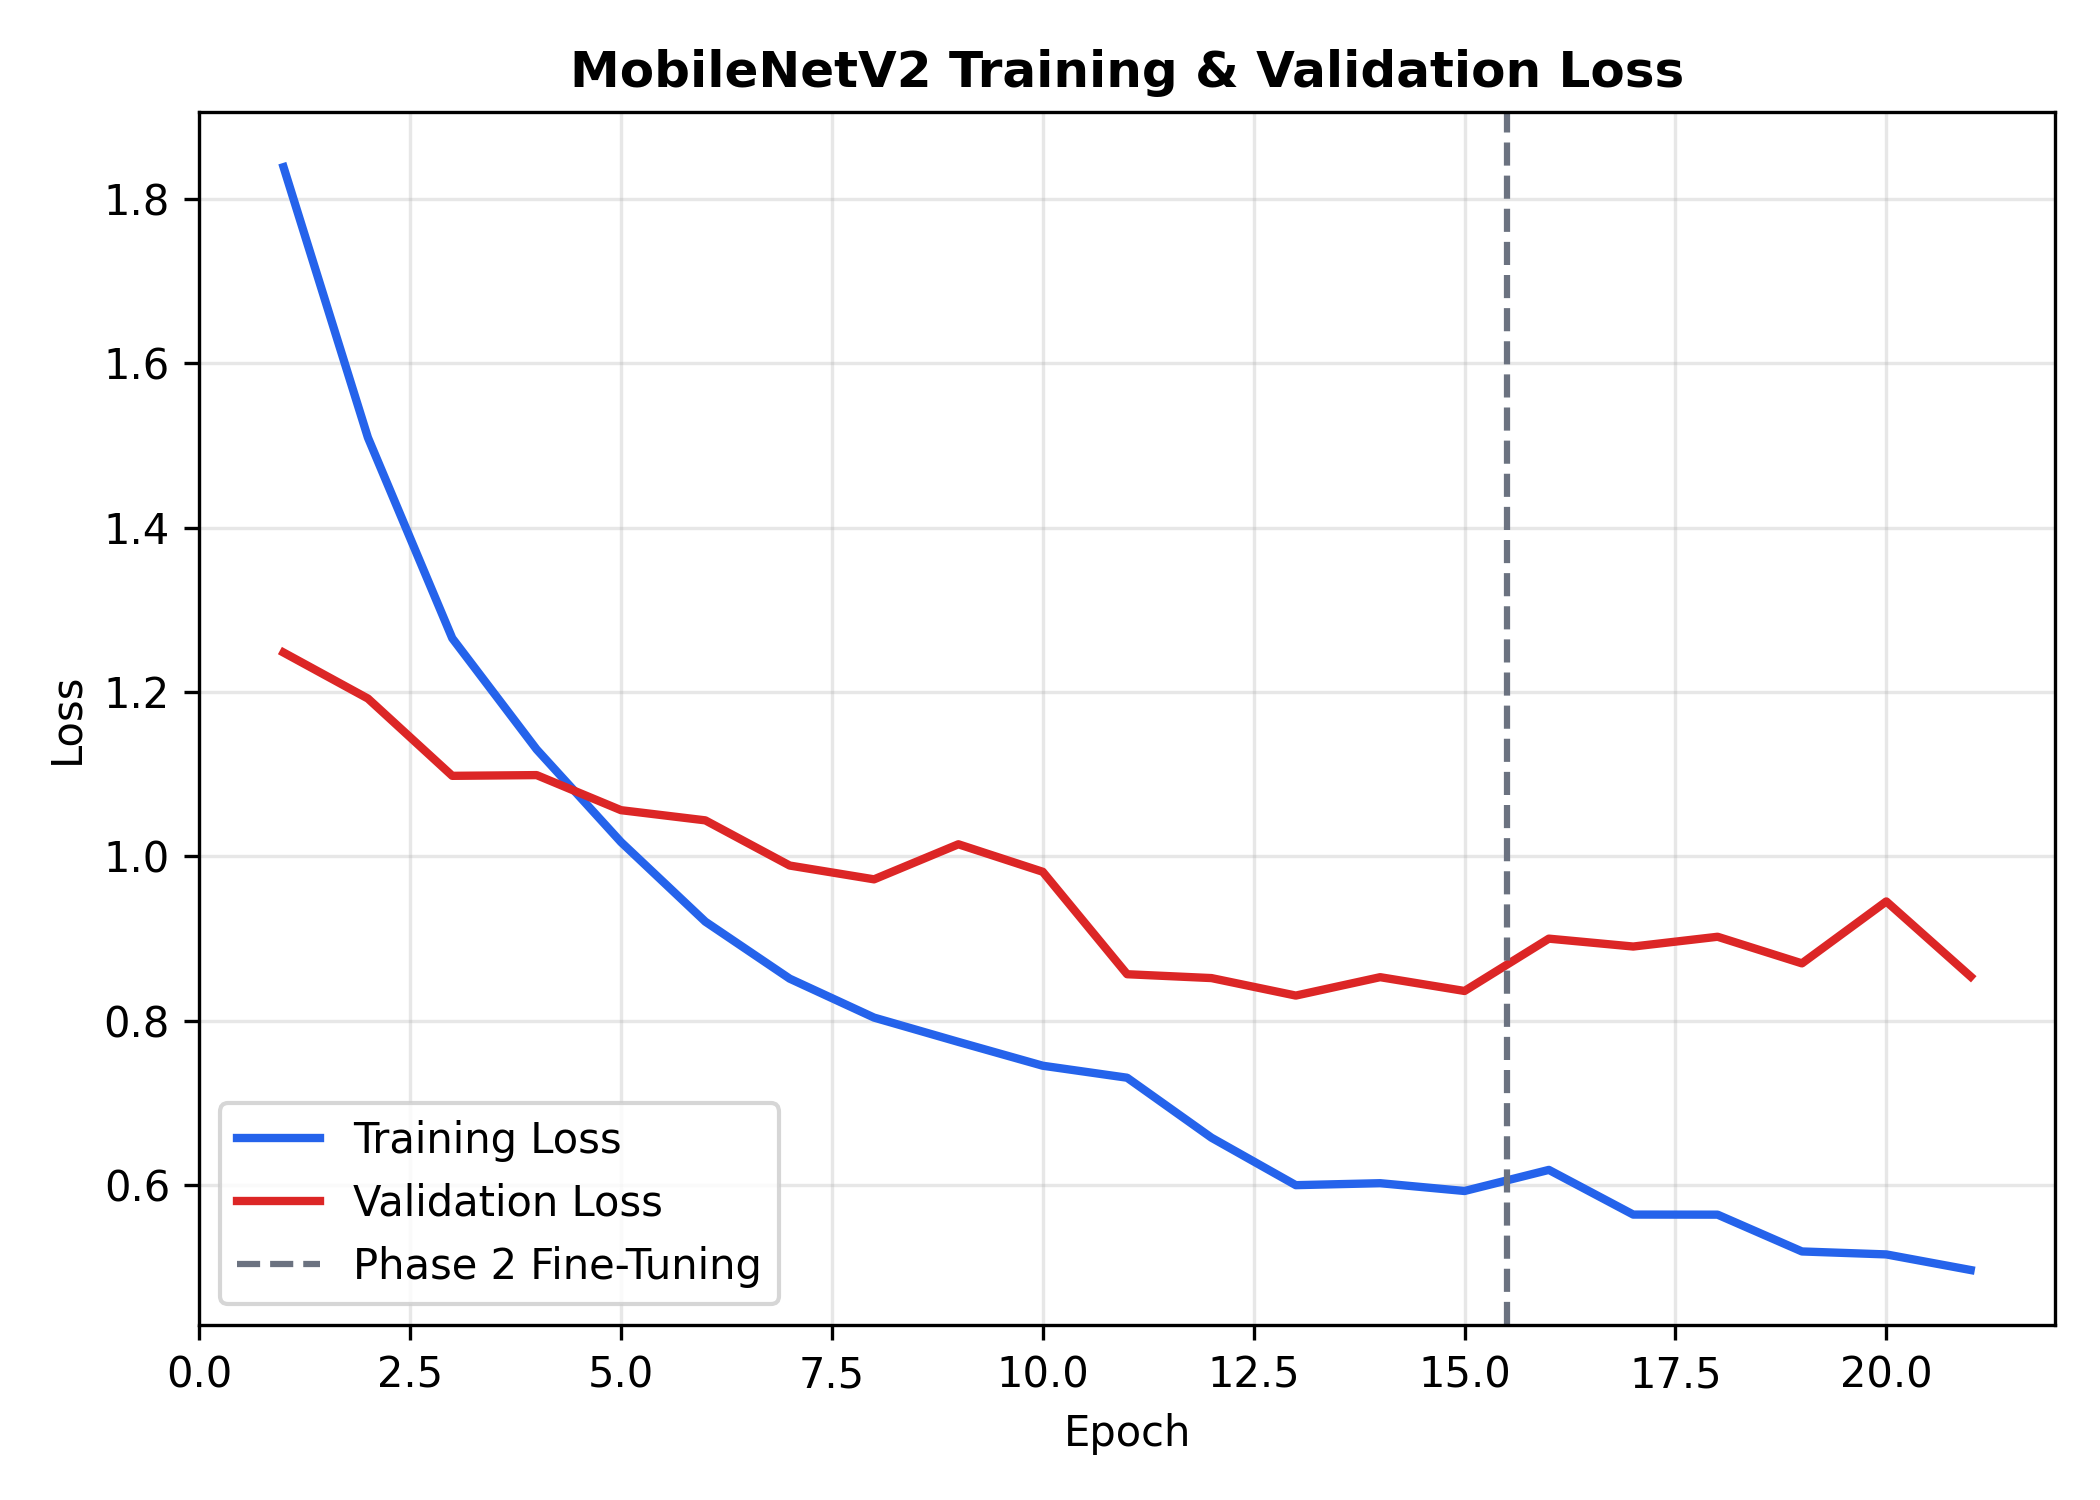 MobileNetV2 Training & Validation Loss
1.8
1.6
1.4
1.2
1.0
0.8
0.6
Loss
Training Loss
Validation Loss
Phase 2 Fine-Tuning
0.0 2.5 5.0 7.5 10.0 12.5 15.0 17.5 20.0
Epoch